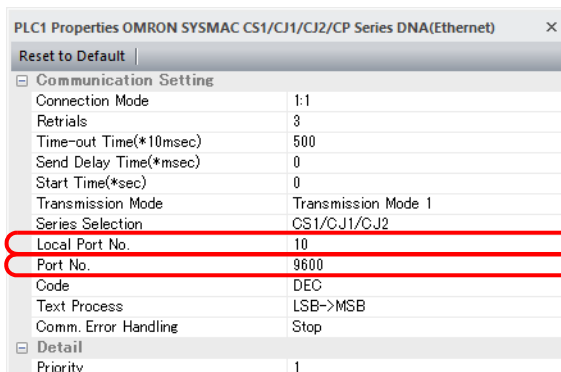 PLC1 Properties OMRON SYSMAC CS1/CJ1/CJ2/CP Series DNA(Ethernet) ×
Reset to Default
Communication Setting
Connection Mode 1:1
Retrials 3
Time-out Time(*10msec) 500
Send Delay Time(*msec) 0
Start Time(*sec) 0
Transmission Mode Transmission Mode 1
Series Selection CS1/CJ1/CJ2
Local Port No. 10
Port No. 9600
Code DEC
Text Process LSB->MSB
Comm. Error Handling Stop
Detail
Priority 1